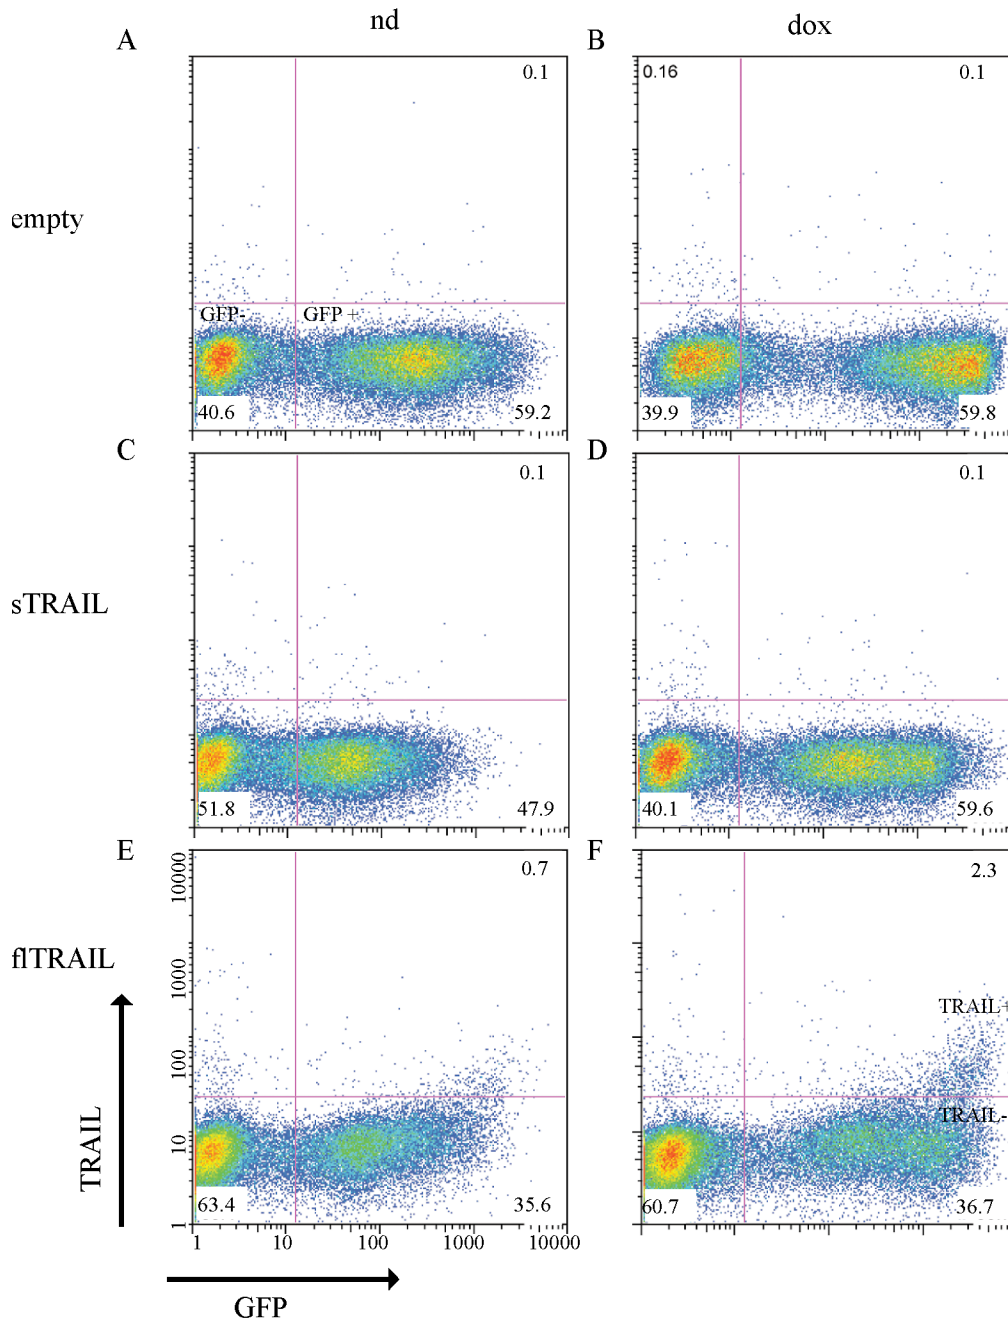 nd
dox
A
B
0.1
0.16
0.1
empty
GFP-
GFP +
40.6
59.2
39.9
59.8
C
D
0.1
0.1
sTRAIL
51.8
47.9
40.1
59.6
E
F
0.7
2.3
flTRAIL
TRAIL+
TRAIL-
63.4
35.6
60.7
36.7
10000
1000
100
10
1
TRAIL
1
10
100
1000
10000
GFP